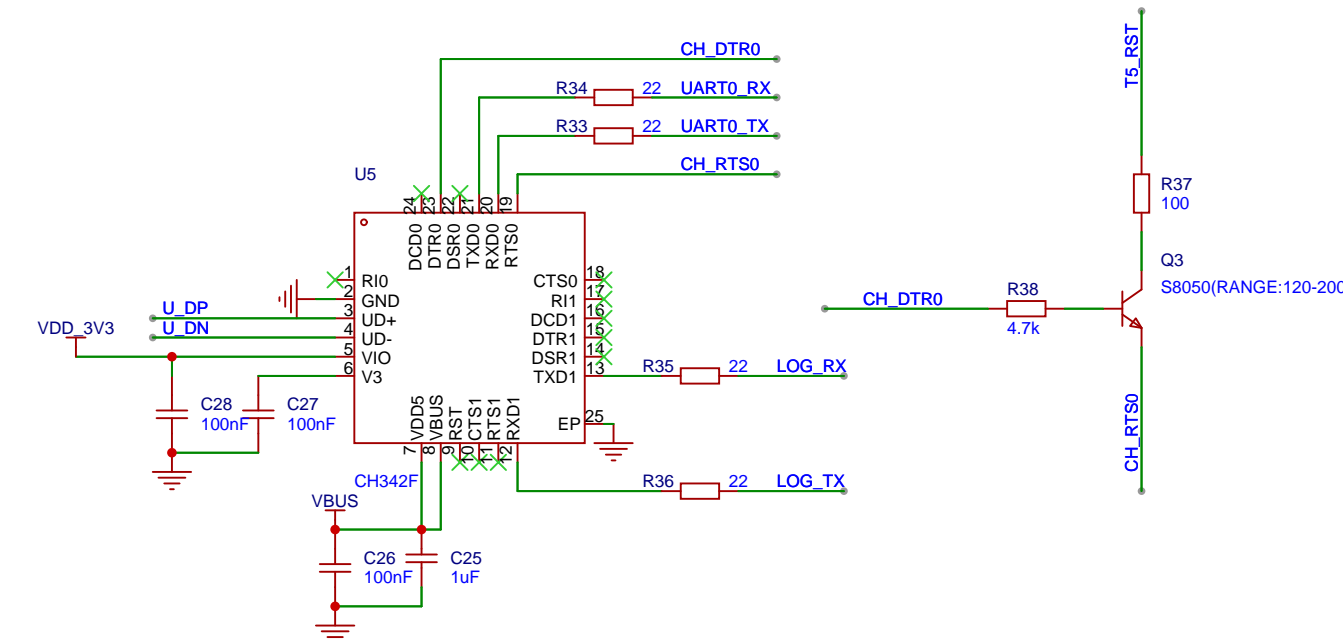 CH_DTR0
R34 22 UART0_RX
R33 22 UART0_TX
CH_RTS0
U5
24 23 22 21 20 19
DCD0 DTR0 DSR0 TXD0 RXD0 RTS0
1 RI0
2 GND
U_DP 3 UD+
U_DN 4 UD-
VDD_3V3 5 VIO
6 V3
CTS0 18
RI1 17
DCD1 16
DTR1 15
DSR1 14
TXD1 13
R35 22 LOG_RX
C28
100nF
C27
100nF
VDD5 VBUS RST CTS1 RTS1 RXD1
7 8 9 10 11 12
EP 25
CH342F
R36 22 LOG_TX
VBUS
C26
100nF
C25
1uF
T5_RST
R37
100
Q3
S8050(RANGE:120-200
CH_DTR0
R38
4.7k
CH_RTS0